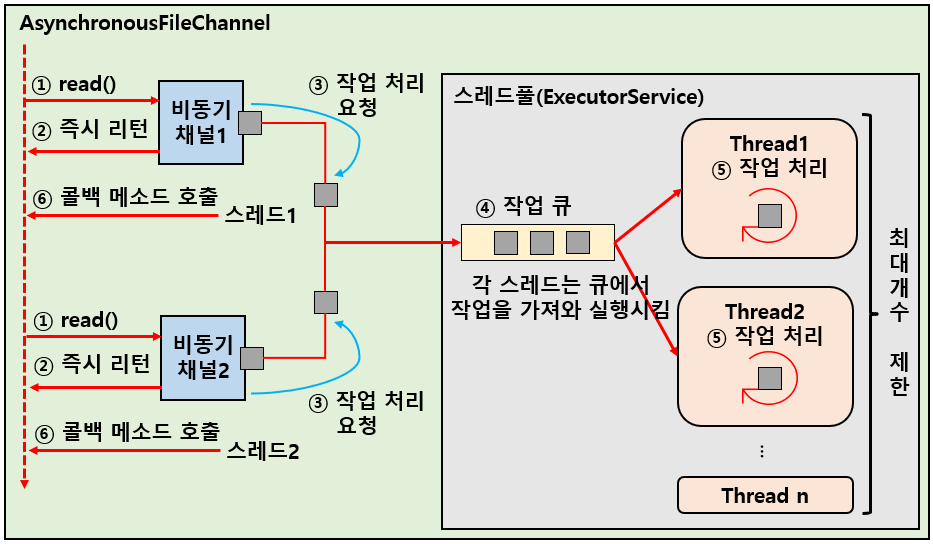 AsynchronousFileChannel
① read()
비동기
채널1
② 즉시 리턴
③ 작업 처리
요청
⑥ 콜백 메소드 호출
스레드1
① read()
비동기
채널2
② 즉시 리턴
③ 작업 처리
요청
⑥ 콜백 메소드 호출
스레드2
스레드풀(ExecutorService)
④ 작업 큐
각 스레드는 큐에서
작업을 가져와 실행시킴
Thread1
⑤ 작업 처리
Thread2
⑤ 작업 처리
...
Thread n
최대개수 제한